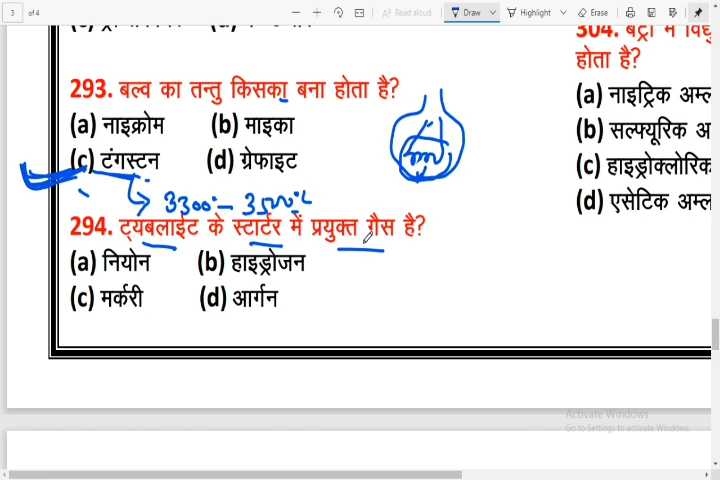 3 of 4 Read aloud Draw Highlight Erase
304. बैट्री में विद्यु
होता है?
293. बल्व का तन्तु किसका बना होता है?
(a) नाइक्रोम (b) माइका
(c) टंगस्टन (d) ग्रेफाइट
3300°- 3500°c
294. ट्यबलाईट के स्टार्टर में प्रयुक्त गैस है?
(a) नियोन (b) हाइड्रोजन
(c) मर्करी (d) आर्गन
(a) नाइट्रिक अम्ल
(b) सल्फ्यूरिक अ
(c) हाइड्रोक्लोरिक
(d) एसेटिक अम्ल
Activate Windows
Go to Settings to activate Windows.